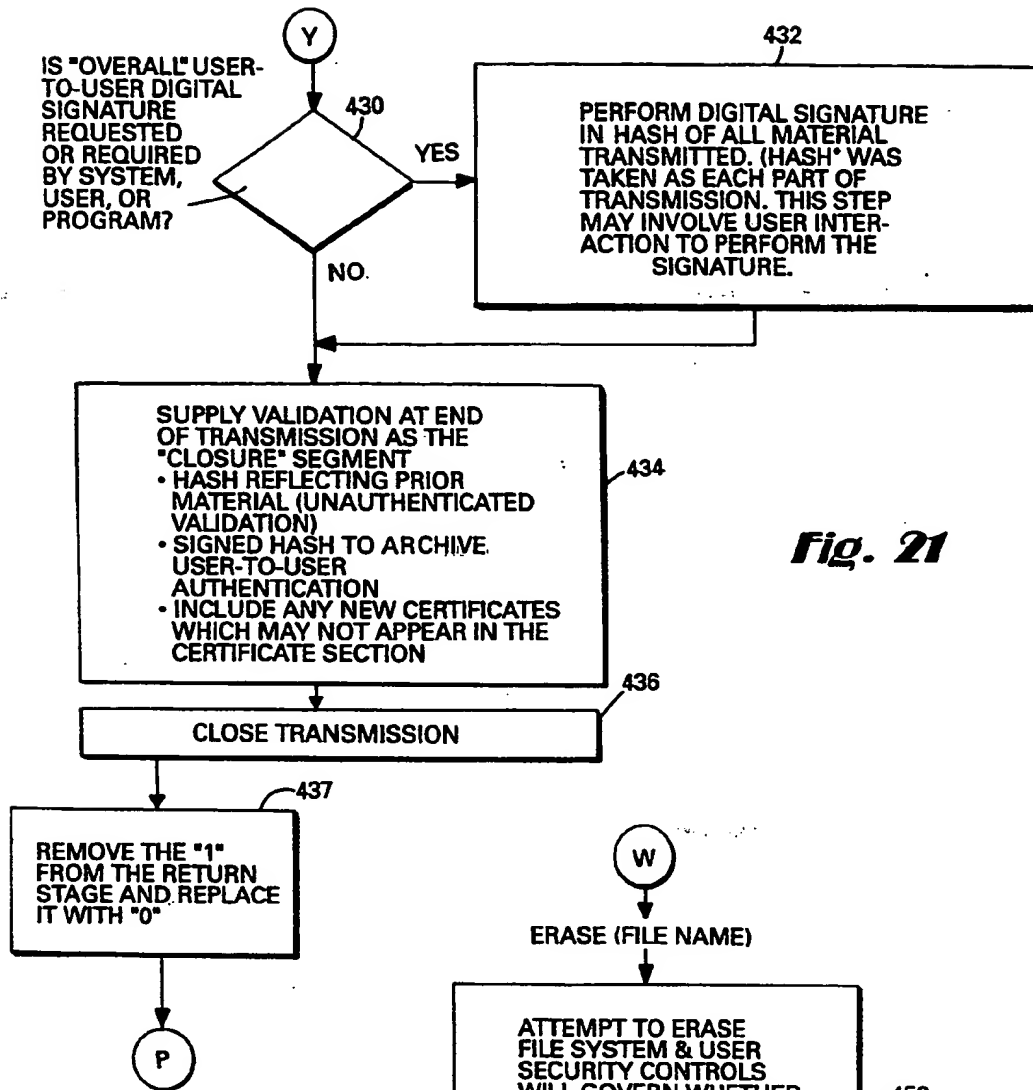 Y
IS "OVERALL" USER-
TO-USER DIGITAL
SIGNATURE
REQUESTED
OR REQUIRED
BY SYSTEM,
USER, OR
PROGRAM?
430
YES
NO.
432
PERFORM DIGITAL SIGNATURE
IN HASH OF ALL MATERIAL
TRANSMITTED. (HASH" WAS
TAKEN AS EACH PART OF
TRANSMISSION. THIS STEP
MAY INVOLVE USER INTER-
ACTION TO PERFORM THE
SIGNATURE.
SUPPLY VALIDATION AT END
OF TRANSMISSION AS THE
"CLOSURE" SEGMENT
• HASH REFLECTING PRIOR
MATERIAL (UNAUTHENTICATED
VALIDATION)
• SIGNED HASH TO ARCHIVE
USER-TO-USER
AUTHENTICATION
• INCLUDE ANY NEW CERTIFICATES
WHICH MAY NOT APPEAR IN THE
CERTIFICATE SECTION
434
Fig. 21
436
CLOSE TRANSMISSION
437
REMOVE THE "1"
FROM THE RETURN
STAGE AND REPLACE
IT WITH "0"
P
W
ERASE (FILE NAME)
ATTEMPT TO ERASE
FILE SYSTEM & USER
SECURITY CONTROLS
WILL GOVERN WHETHER